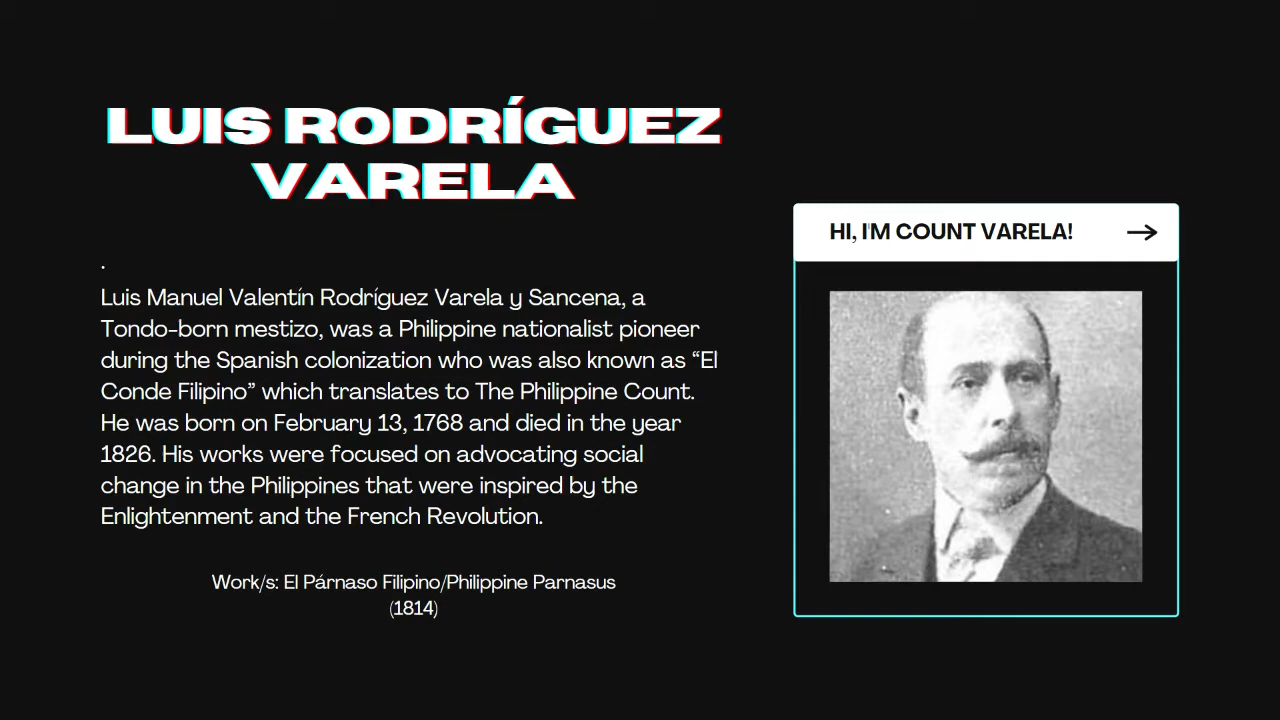 LUIS RODRÍGUEZ
VARELA
.
Luis Manuel Valentín Rodríguez Varela y Sancena, a
Tondo-born mestizo, was a Philippine nationalist pioneer
during the Spanish colonization who was also known as “El
Conde Filipino” which translates to The Philippine Count.
He was born on February 13, 1768 and died in the year
1826. His works were focused on advocating social
change in the Philippines that were inspired by the
Enlightenment and the French Revolution.
Work/s: El Párnaso Filipino/Philippine Parnasus
(1814)
HI, I'M COUNT VARELA!